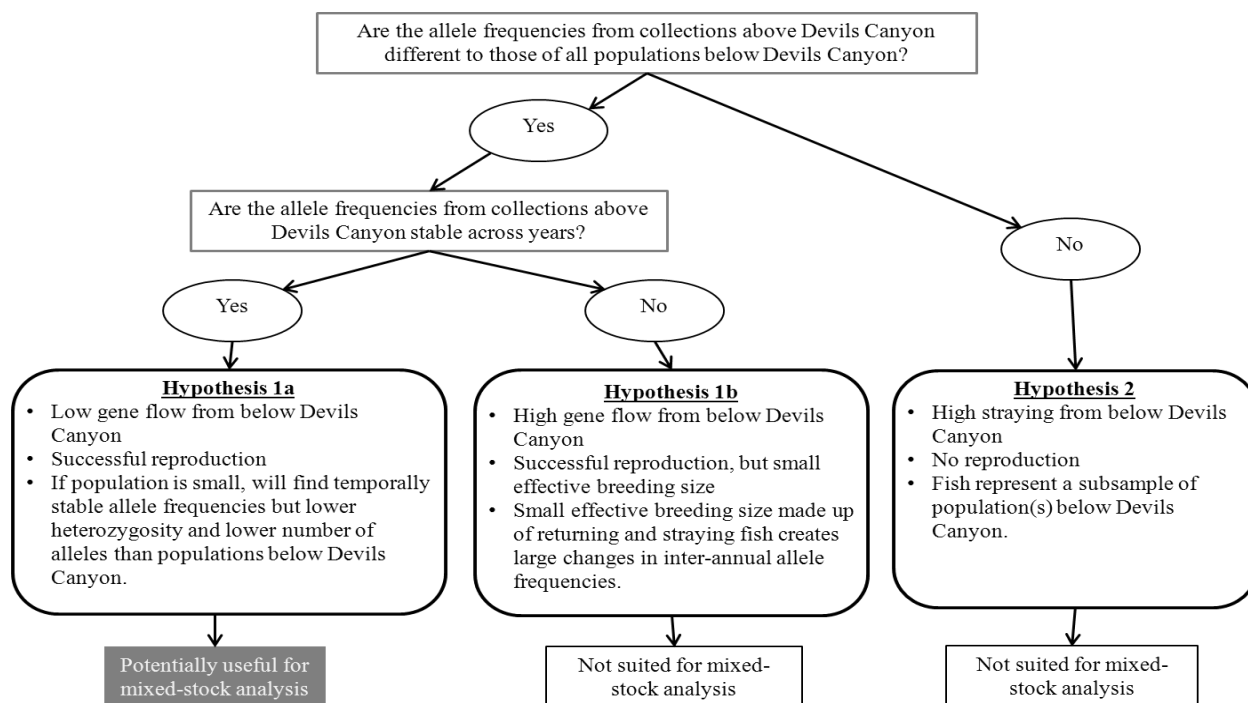 Are the allele frequencies from collections above Devils Canyon
different to those of all populations below Devils Canyon?
Yes
No
Are the allele frequencies from collections above
Devils Canyon stable across years?
Yes
No
Hypothesis 1a
• Low gene flow from below Devils
Canyon
• Successful reproduction
• If population is small, will find temporally
stable allele frequencies but lower
heterozygosity and lower number of
alleles than populations below Devils
Canyon.
Hypothesis 1b
• High gene flow from below Devils
Canyon
• Successful reproduction, but small
effective breeding size
• Small effective breeding size made up
of returning and straying fish creates
large changes in inter-annual allele
frequencies.
Hypothesis 2
• High straying from below Devils
Canyon
• No reproduction
• Fish represent a subsample of
population(s) below Devils
Canyon.
Potentially useful for
mixed-stock analysis
Not suited for mixed-
stock analysis
Not suited for mixed-
stock analysis